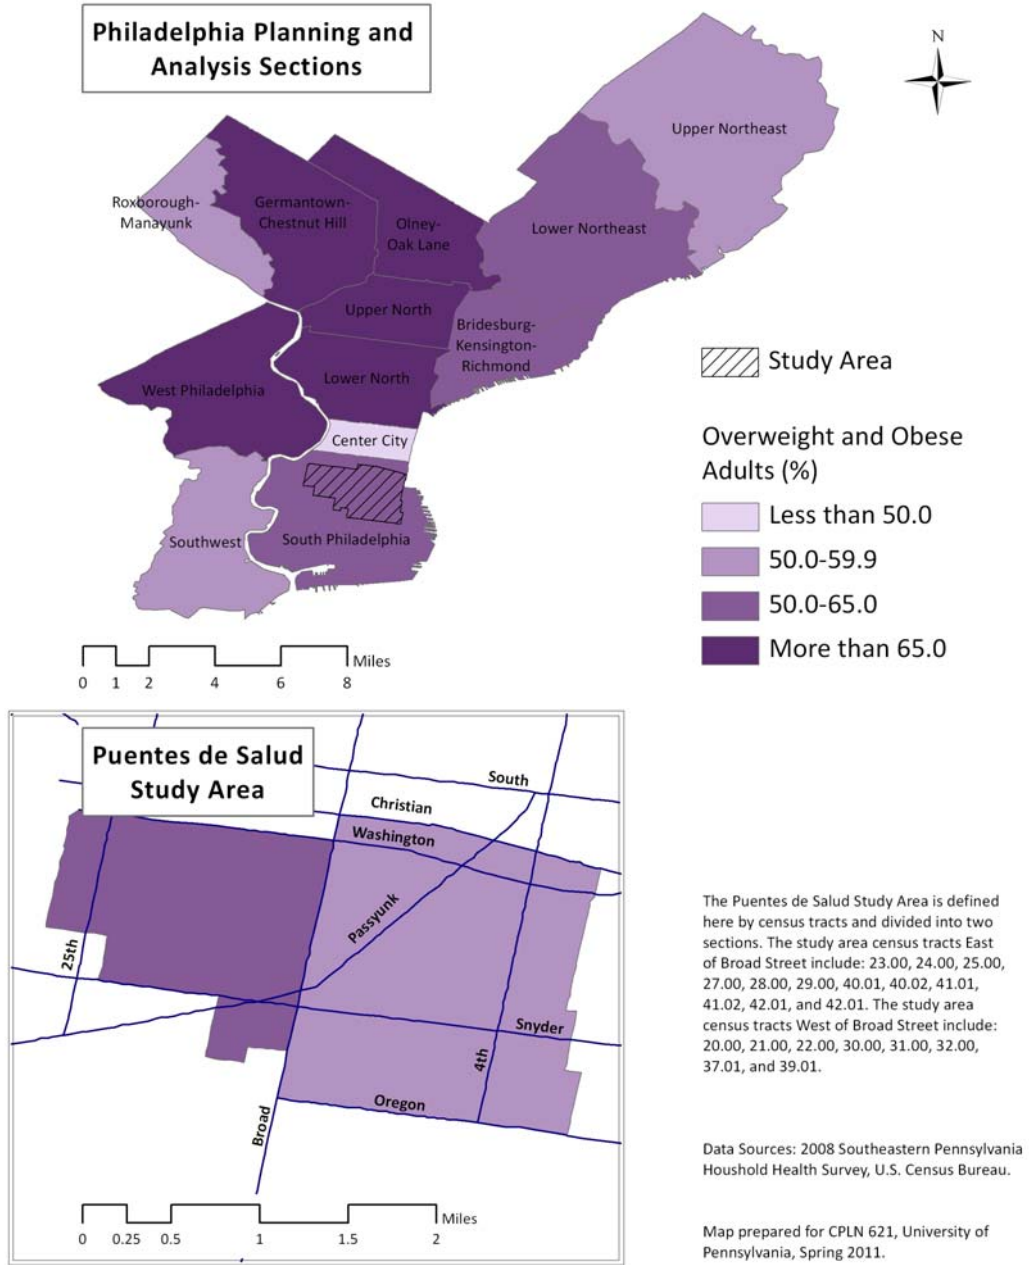 Philadelphia Planning and
Analysis Sections
N
Upper Northeast
Roxborough-
Manayunk
Germantown-
Chestnut Hill
Olney-
Oak Lane
Lower Northeast
Upper North
Bridesburg-
Kensington-
Richmond
West Philadelphia
Lower North
Center City
Southwest
South Philadelphia
Study Area
Overweight and Obese
Adults (%)
Less than 50.0
50.0-59.9
50.0-65.0
More than 65.0
Miles
0 1 2 4 6 8
Puentes de Salud
Study Area
South
Christian
Washington
Passyunk
25th
Snyder
4th
Oregon
Broad
Miles
0 0.25 0.5 1 1.5 2
The Puentes de Salud Study Area is defined
here by census tracts and divided into two
sections. The study area census tracts East
of Broad Street include: 23.00, 24.00, 25.00,
27.00, 28.00, 29.00, 40.01, 40.02, 41.01,
41.02, 42.01, and 42.01. The study area
census tracts West of Broad Street include:
20.00, 21.00, 22.00, 30.00, 31.00, 32.00,
37.01, and 39.01.
Data Sources: 2008 Southeastern Pennsylvania
Houshold Health Survey, U.S. Census Bureau.
Map prepared for CPLN 621, University of
Pennsylvania, Spring 2011.